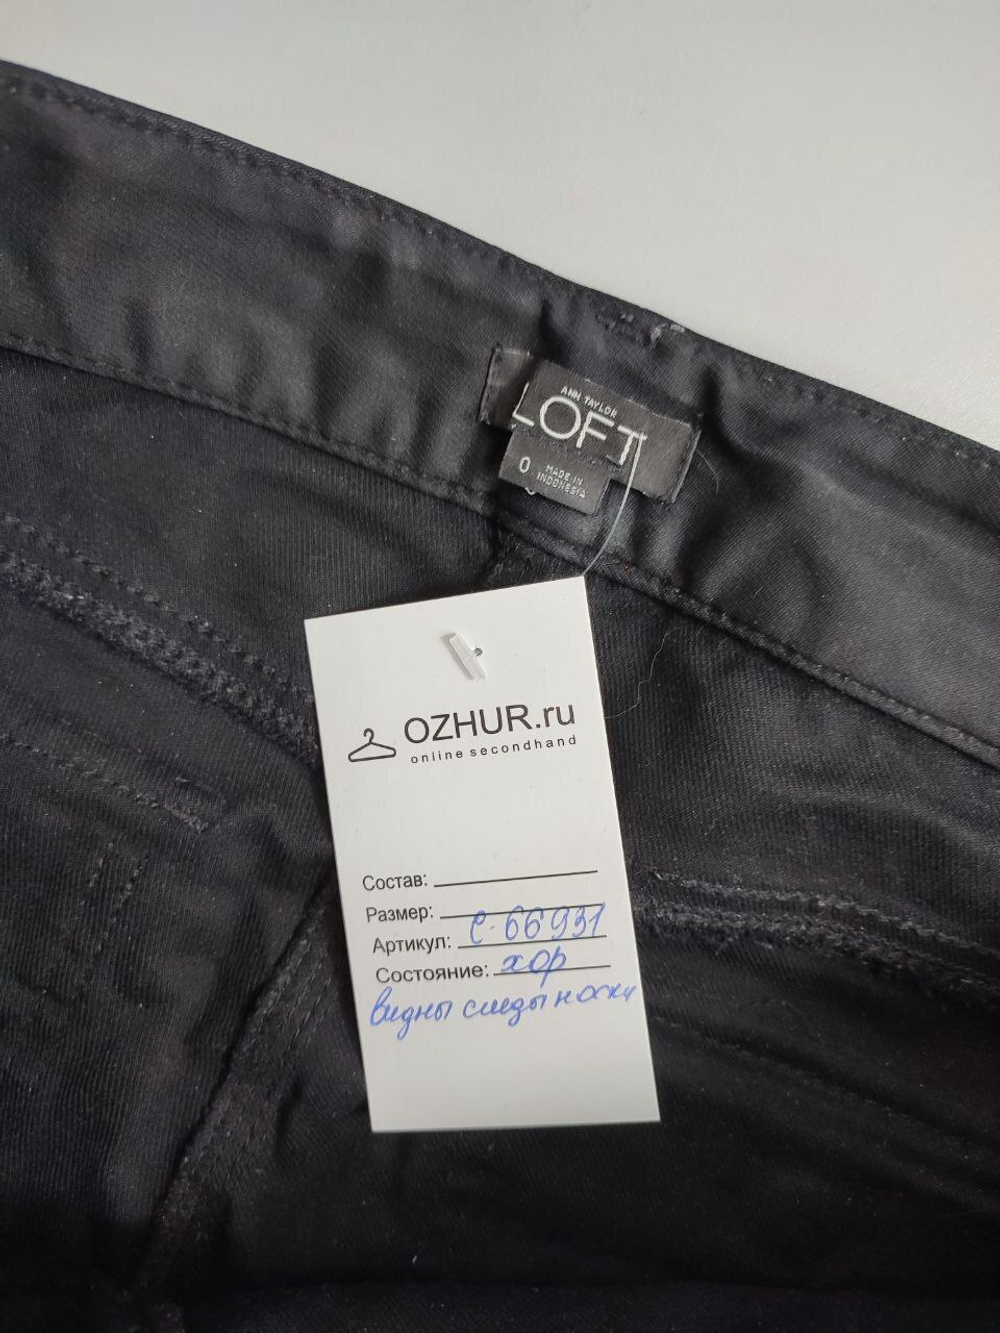 ANN TAYLOR
LOFT
0
MADE IN
INDONESIA
OZHUR.ru
online secondhand
Состав:
Размер:
Артикул: С-66931
Состояние: хор
видны следы носки